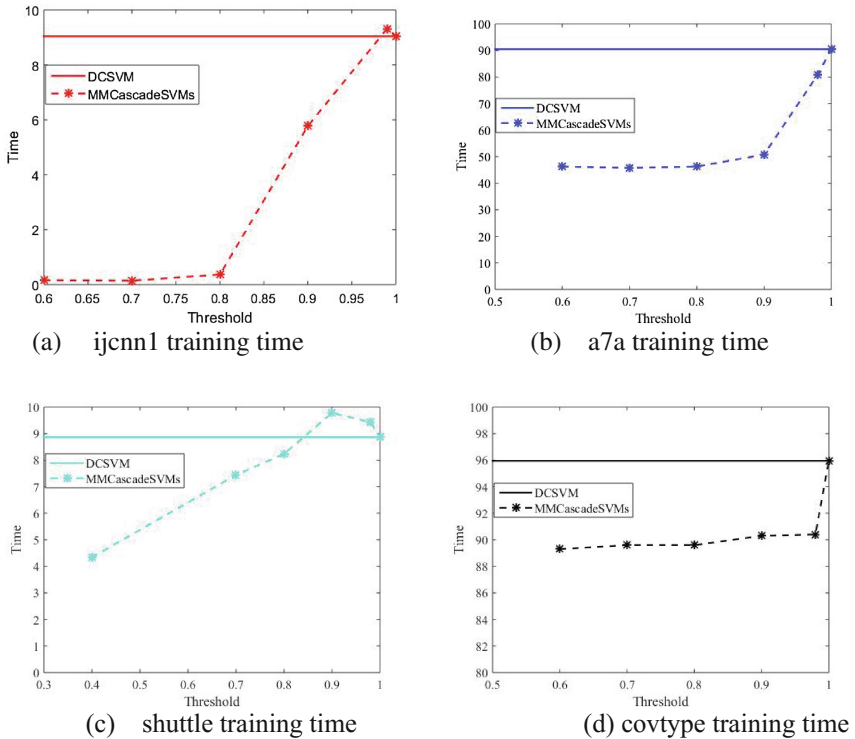 10
8
6
4
2
0
Time
DCSVM
MMCascadeSVMs
0.6 0.65 0.7 0.75 0.8 0.85 0.9 0.95 1
Threshold
(a) ijcnn1 training time
100
90
80
70
60
50
40
30
20
10
0
Time
DCSVM
MMCascadeSVMs
0.5 0.6 0.7 0.8 0.9 1
Threshold
(b) a7a training time
10
9
8
7
6
5
4
3
2
1
0
Time
DCSVM
MMCascadeSVMs
0.3 0.4 0.5 0.6 0.7 0.8 0.9 1
Threshold
(c) shuttle training time
100
98
96
94
92
90
88
86
84
82
80
Time
DCSVM
MMCascadeSVMs
0.5 0.6 0.7 0.8 0.9 1
Threshold
(d) covtype training time